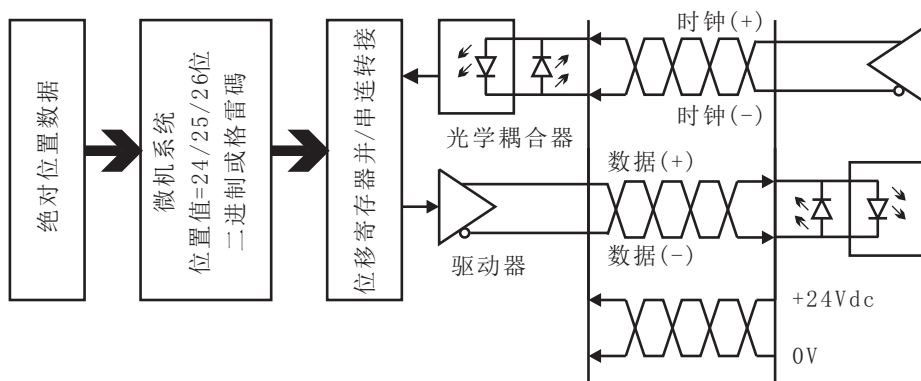 绝对位置数据
微机系统
位置值=24/25/26位
二进制或格雷碼
位移寄存器并/串连转接
时钟(+)
时钟(-)
光学耦合器
数据(+)
数据(-)
驱动器
+24Vdc
0V